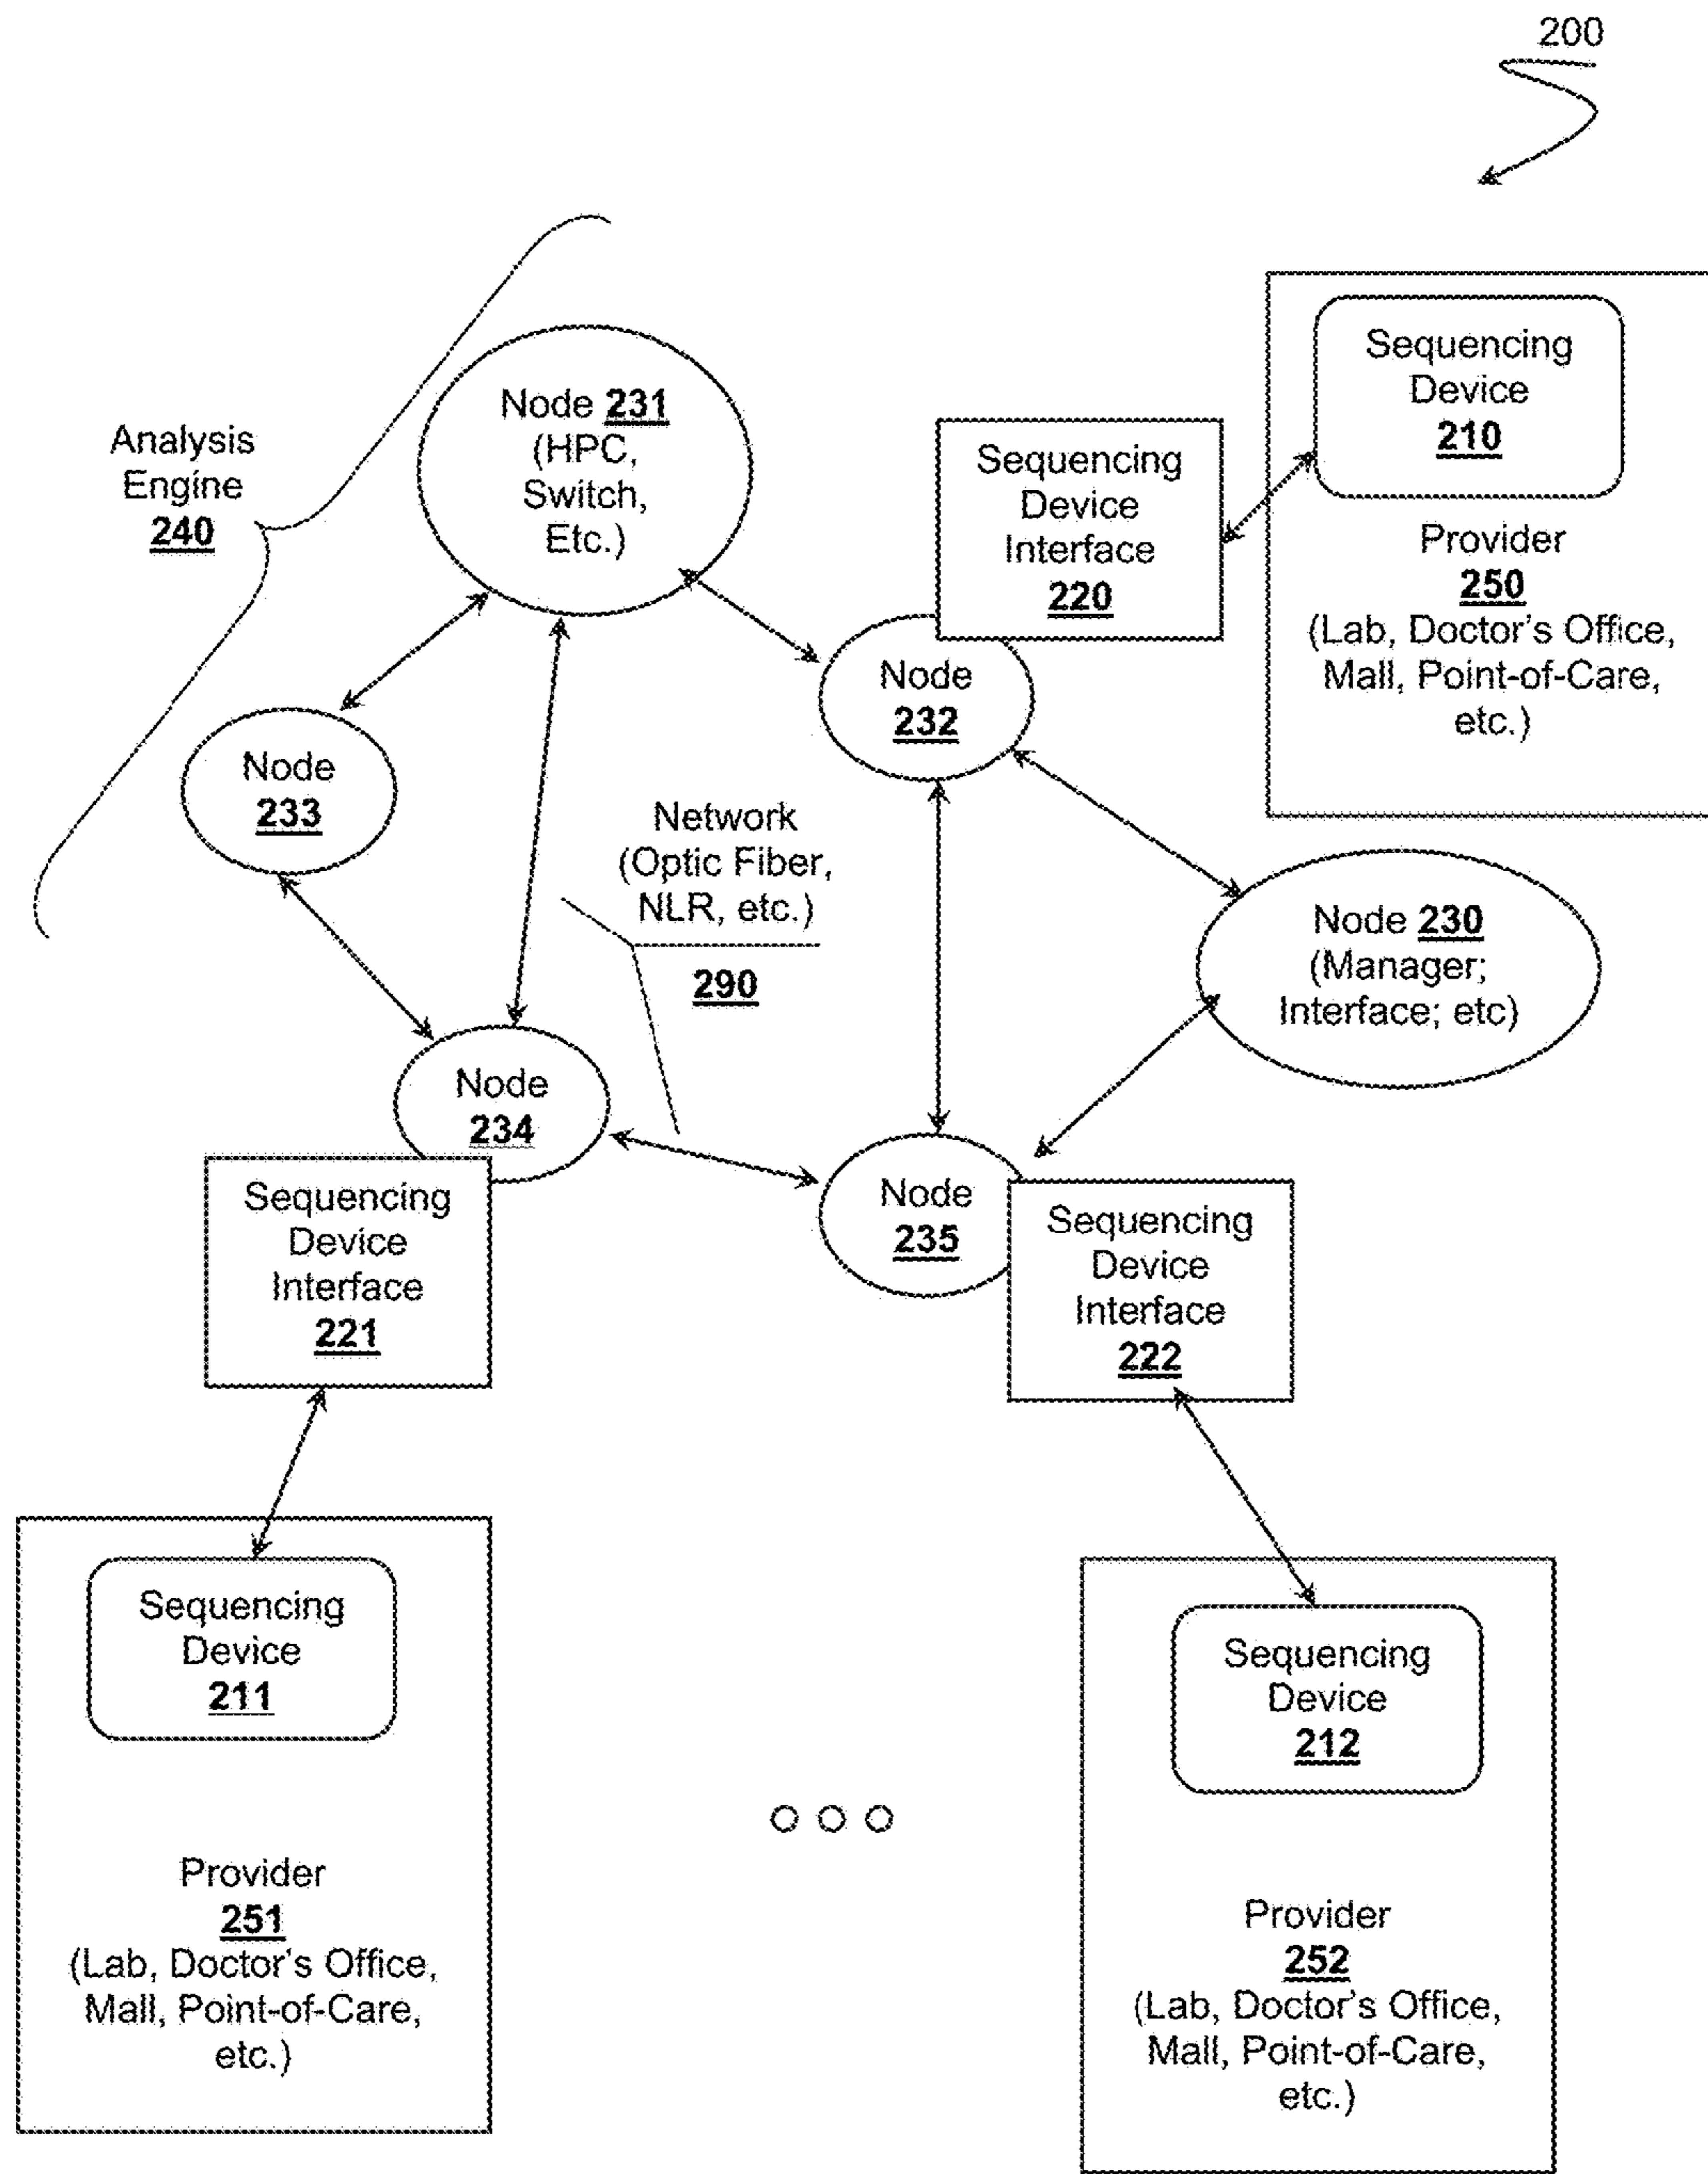 200
Analysis
Engine
240
Node 231
(HPC,
Switch,
Etc.)
Sequencing
Device
Interface
220
Sequencing
Device
210
Provider
250
(Lab, Doctor's Office,
Mall, Point-of-Care,
etc.)
Node
232
Node
233
Network
(Optic Fiber,
NLR, etc.)
290
Node 230
(Manager;
Interface; etc)
Node
234
Node
235
Sequencing
Device
Interface
221
Sequencing
Device
Interface
222
Sequencing
Device
211
Provider
251
(Lab, Doctor's Office,
Mall, Point-of-Care,
etc.)
Sequencing
Device
212
Provider
252
(Lab, Doctor's Office,
Mall, Point-of-Care,
etc.)